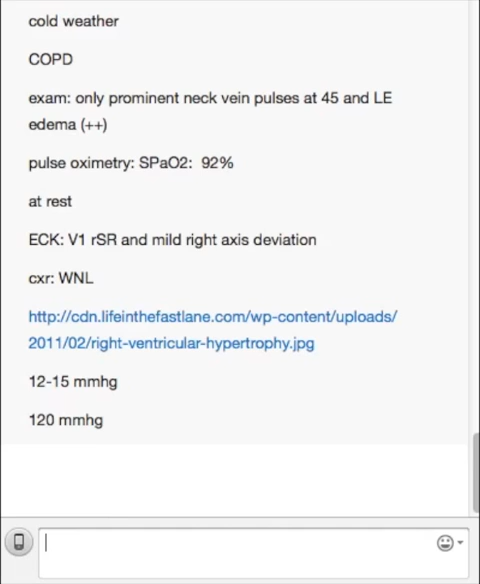 cold weather
COPD
exam: only prominent neck vein pulses at 45 and LE
edema (++)
pulse oximetry: SPaO2:  92%
at rest
ECK: V1 rSR and mild right axis deviation
cxr: WNL
http://cdn.lifeinthefastlane.com/wp-content/uploads/
2011/02/right-ventricular-hypertrophy.jpg
12-15 mmhg
120 mmhg